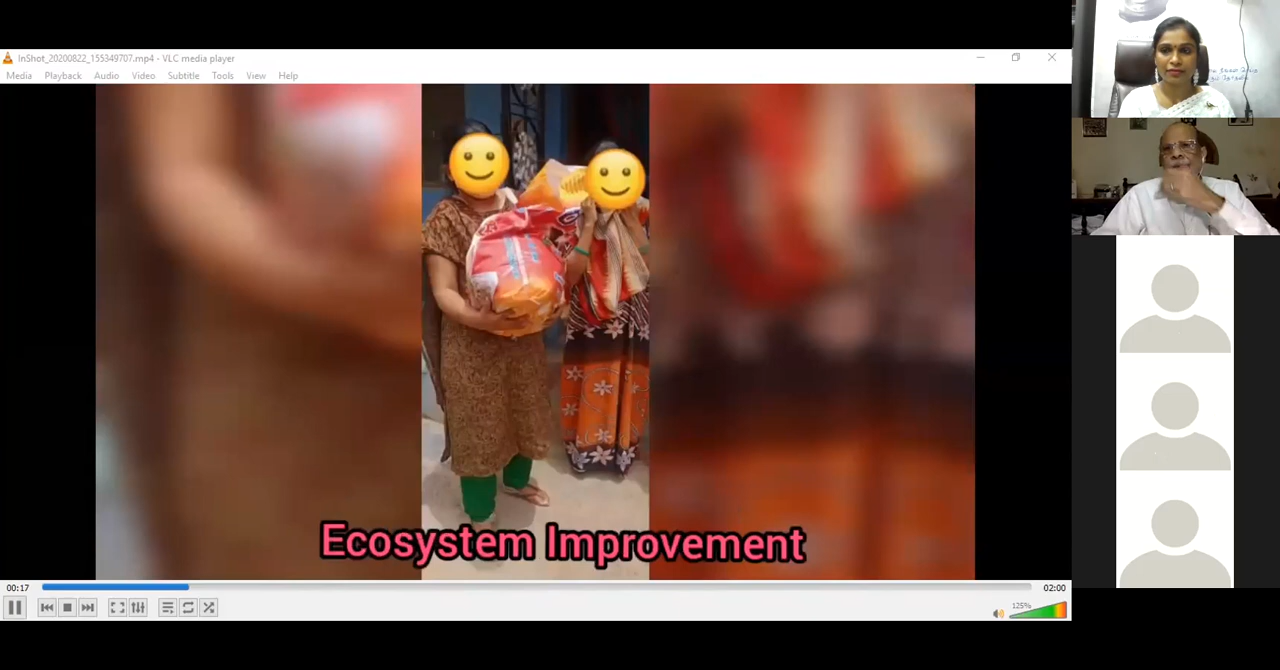 InShot_20200822_155349707.mp4 - VLC media player
Media Playback Audio Video Subtitle Tools View Help
Ecosystem Improvement
00:17
02:00
125%